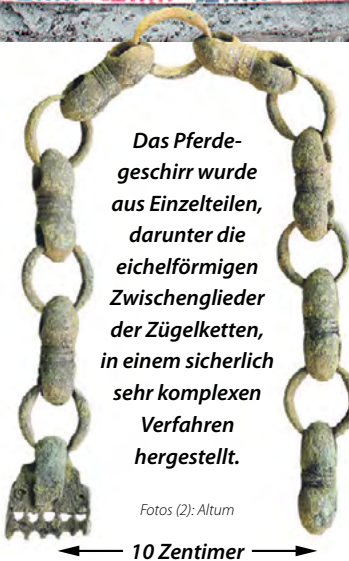 Das Pferde-
geschirr wurde
aus Einzelteilen,
darunter die
eichelförmigen
Zwischenglieder
der Zügelketten,
in einem sicherlich
sehr komplexen
Verfahren
hergestellt.
Fotos (2): Altum
10 Zentimer